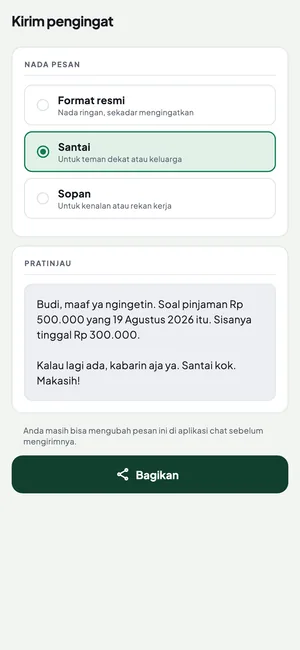 Kirim pengingat
NADA PESAN
Format resmi
Nada ringan, sekadar mengingatkan
Santai
Untuk teman dekat atau keluarga
Sopan
Untuk kenalan atau rekan kerja
PRATINJAU
Budi, maaf ya ngingetin. Soal pinjaman Rp
500.000 yang 19 Agustus 2026 itu. Sisanya
tinggal Rp 300.000.
Kalau lagi ada, kabarin aja ya. Santai kok.
Makasih!
Anda masih bisa mengubah pesan ini di aplikasi chat sebelum
mengirimnya.
Bagikan